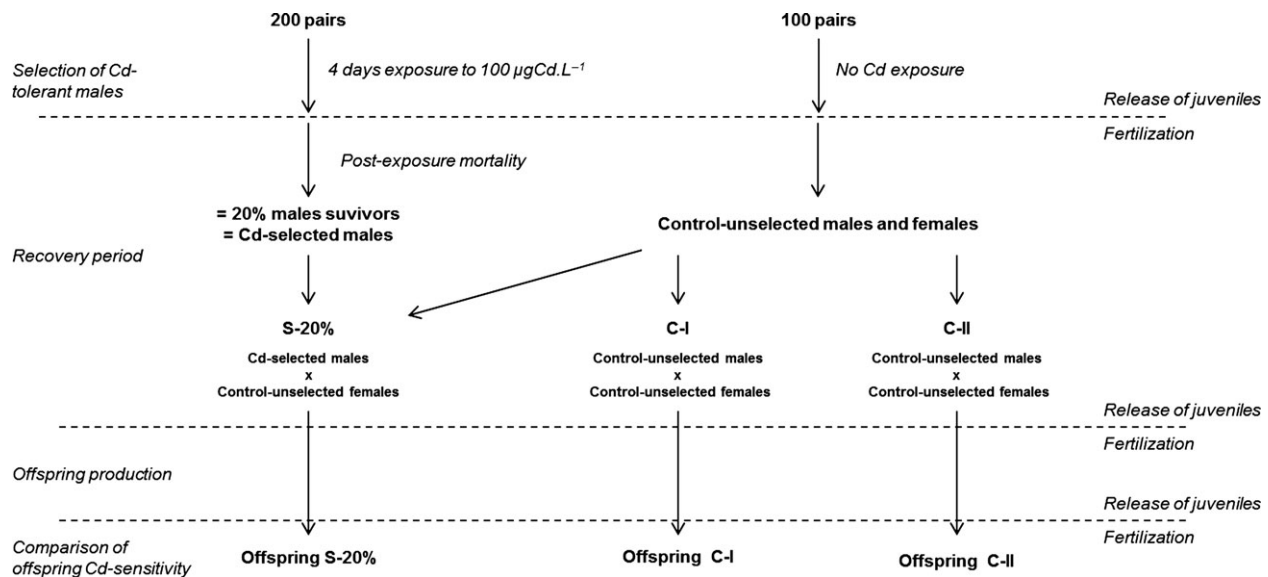 200 pairs
100 pairs
Selection of Cd-
tolerant males
4 days exposure to 100 µgCd.L⁻¹
No Cd exposure
Release of juveniles
Fertilization
Post-exposure mortality
= 20% males suvivors
= Cd-selected males
Control-unselected males and females
Recovery period
S-20%
C-I
C-II
Cd-selected males
x
Control-unselected females
Control-unselected males
x
Control-unselected females
Control-unselected males
x
Control-unselected females
Release of juveniles
Fertilization
Offspring production
Release of juveniles
Fertilization
Comparison of
offspring Cd-sensitivity
Offspring S-20%
Offspring C-I
Offspring C-II